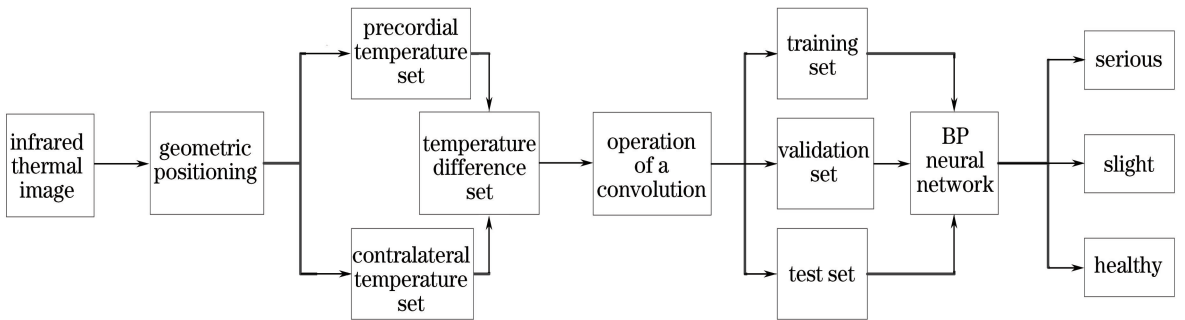 infrared
thermal
image
geometric
positioning
precordial
temperature
set
contralateral
temperature
set
temperature
difference
set
operation
of a
convolution
training
set
validation
set
test set
BP
neural
network
serious
slight
healthy